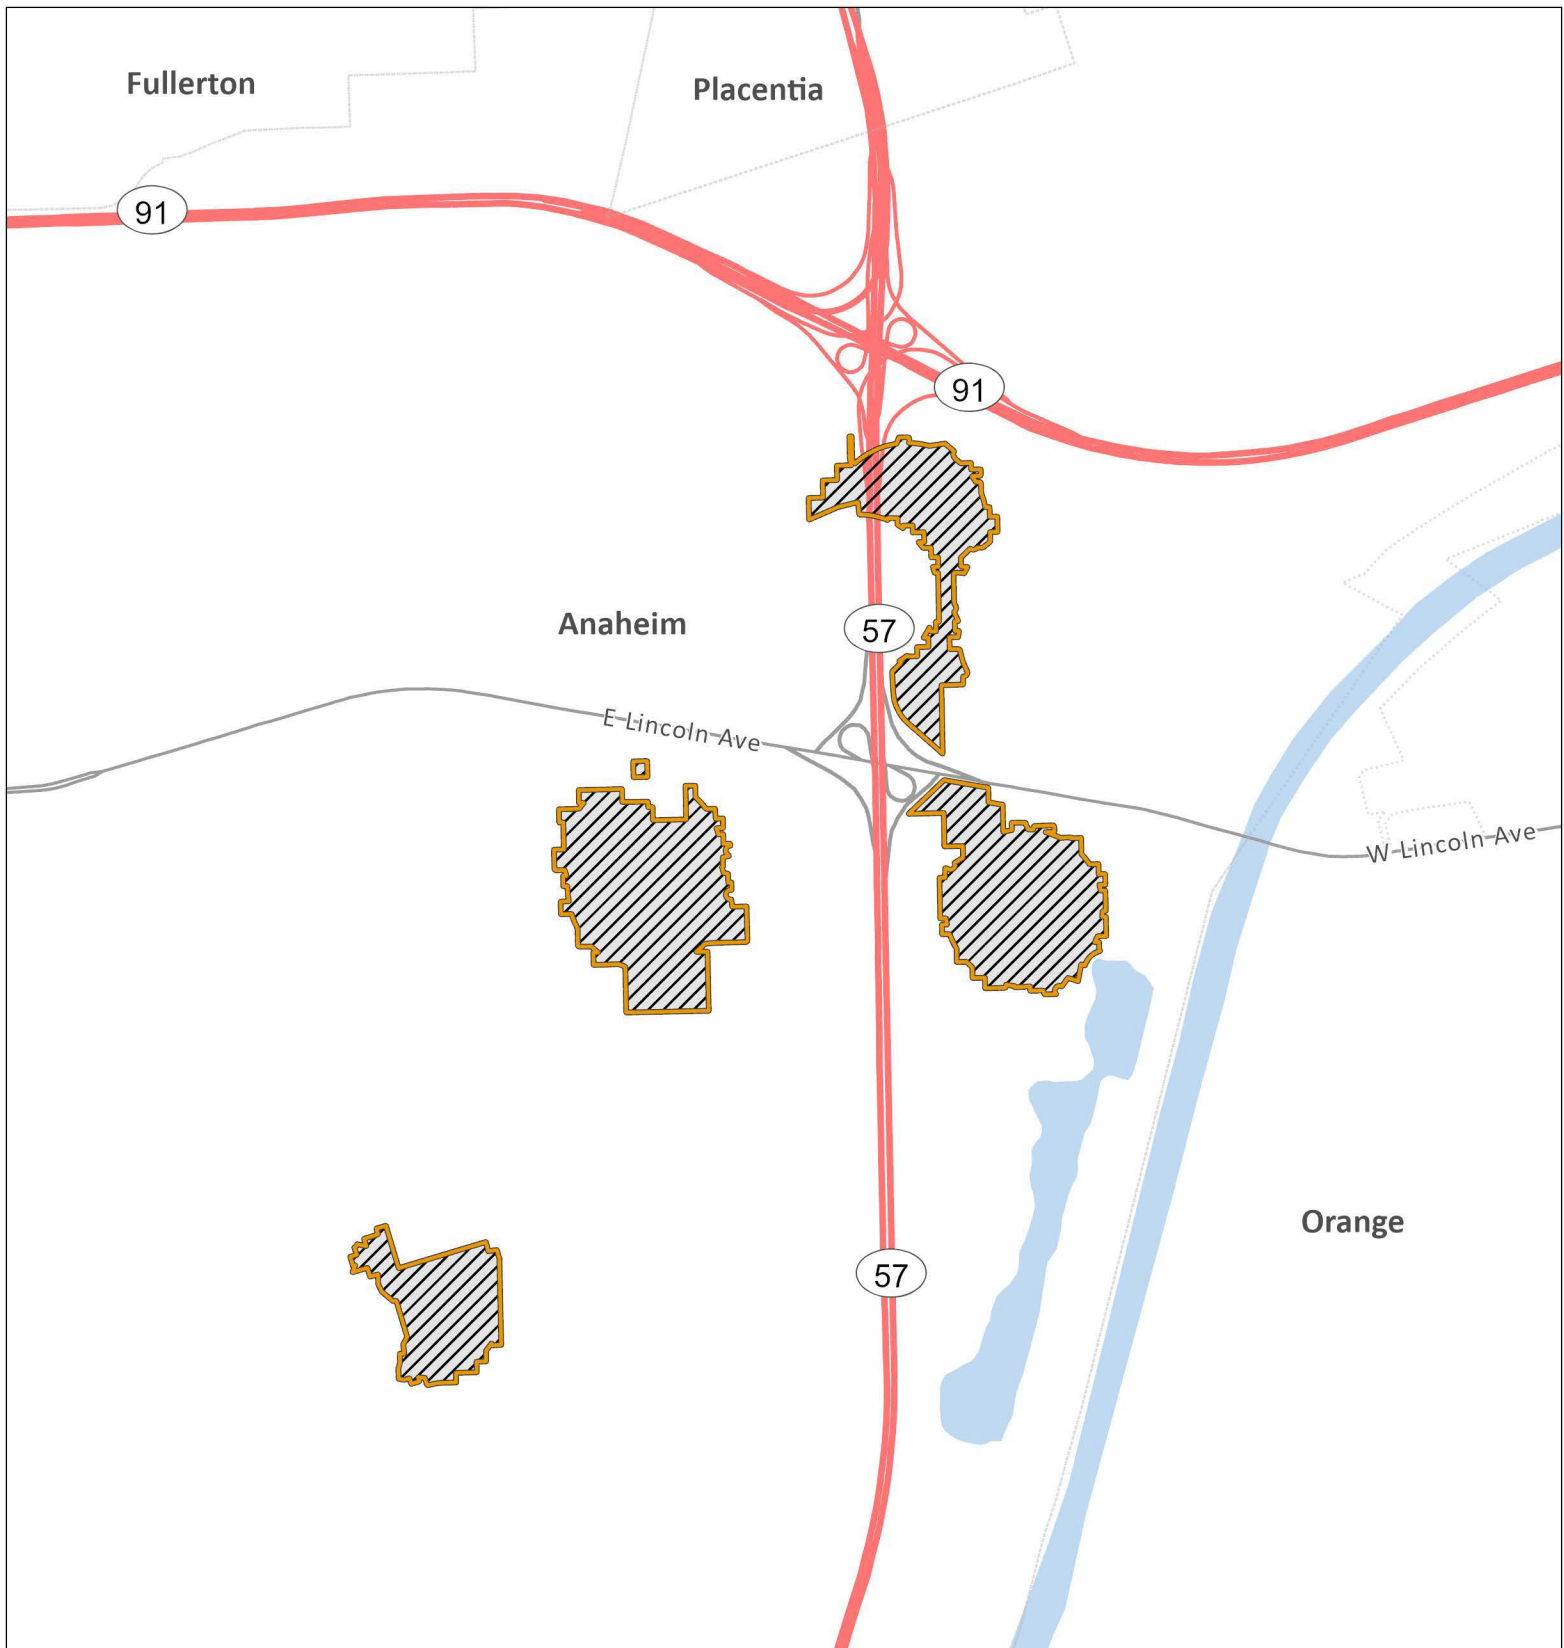 Fullerton
Placentia
91
91
Anaheim
57
E Lincoln Ave
W Lincoln Ave
Orange
57